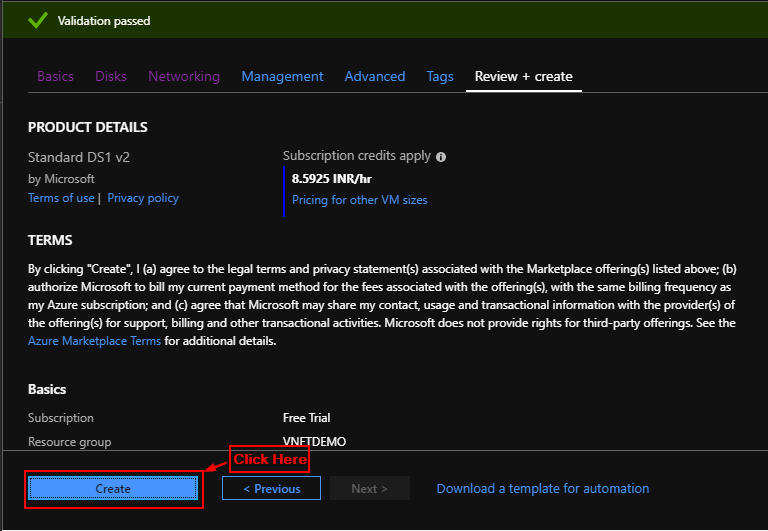 Validation passed
Basics Disks Networking Management Advanced Tags Review + create
PRODUCT DETAILS
Standard DS1 v2
by Microsoft
Terms of use | Privacy policy
Subscription credits apply
8.5925 INR/hr
Pricing for other VM sizes
TERMS
By clicking "Create", I (a) agree to the legal terms and privacy statement(s) associated with the Marketplace offering(s) listed above; (b)
authorize Microsoft to bill my current payment method for the fees associated with the offering(s), with the same billing frequency as
my Azure subscription; and (c) agree that Microsoft may share my contact, usage and transactional information with the provider(s) of
the offering(s) for support, billing and other transactional activities. Microsoft does not provide rights for third-party offerings. See the
Azure Marketplace Terms for additional details.
Basics
Subscription Free Trial
Resource group VNETDEMO
Click Here
Create < Previous Next > Download a template for automation